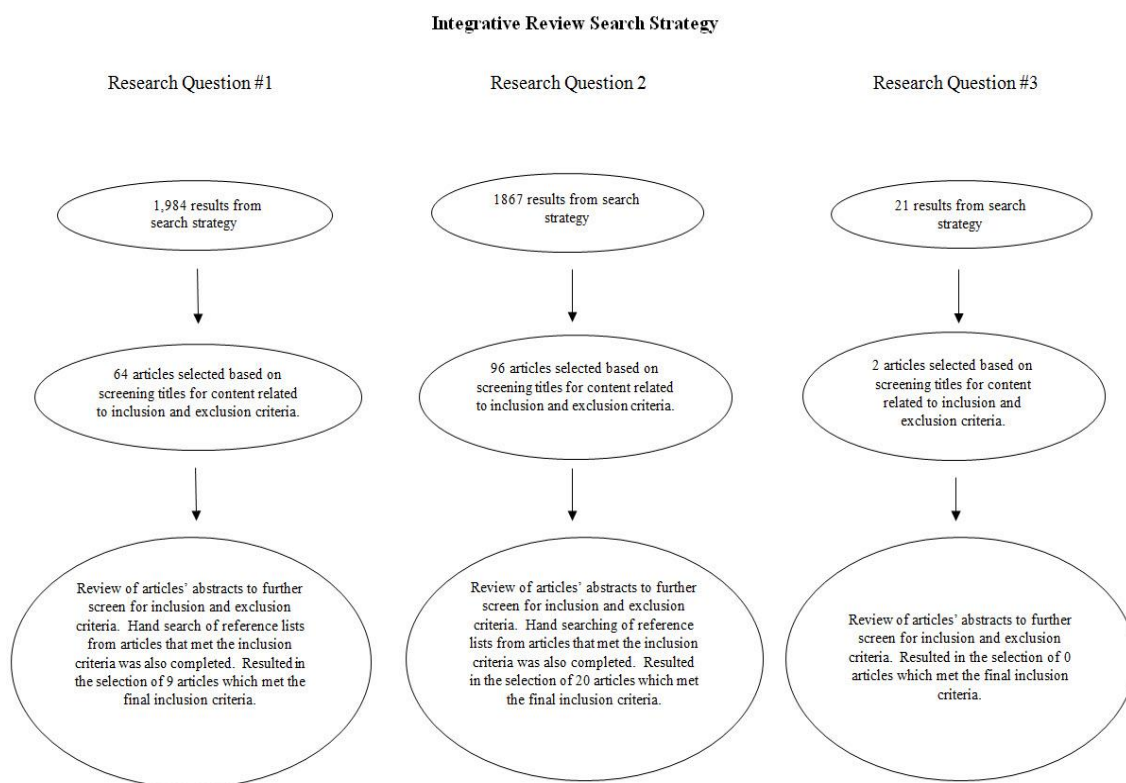 Integrative Review Search Strategy
Research Question #1
Research Question 2
Research Question #3
1,984 results from
search strategy
1867 results from search
strategy
21 results from search
strategy
64 articles selected based on
screening titles for content related
to inclusion and exclusion criteria.
96 articles selected based on
screening titles for content related
to inclusion and exclusion criteria.
2 articles selected based on
screening titles for content
related to inclusion and
exclusion criteria.
Review of articles’ abstracts to further
screen for inclusion and exclusion
criteria. Hand search of reference lists
from articles that met the inclusion
criteria was also completed. Resulted in
the selection of 9 articles which met the
final inclusion criteria.
Review of articles’ abstracts to further
screen for inclusion and exclusion
criteria. Hand searching of reference
lists from articles that met the inclusion
criteria was also completed. Resulted
in the selection of 20 articles which met
the final inclusion criteria.
Review of articles’ abstracts to further
screen for inclusion and exclusion
criteria. Resulted in the selection of 0
articles which met the final inclusion
criteria.